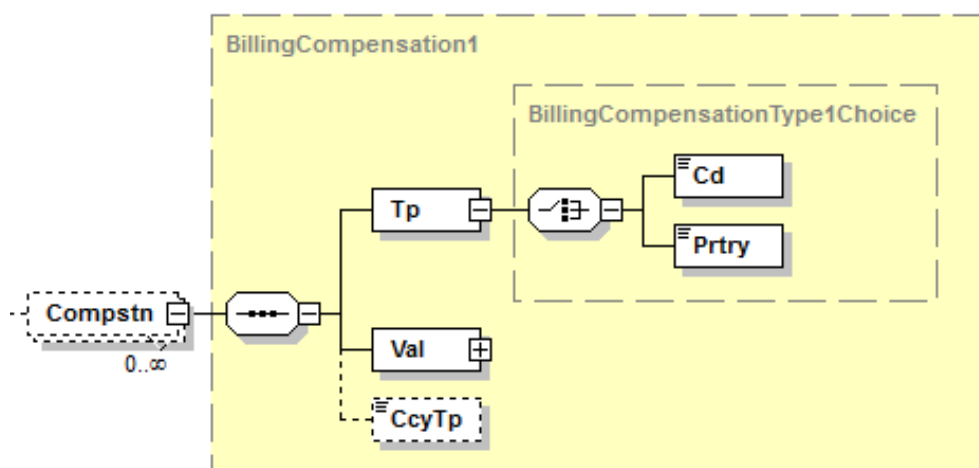 BillingCompensation1
BillingCompensationType1Choice
Cd
Tp
Prtry
Compstn
0..∞
Val
CcyTp